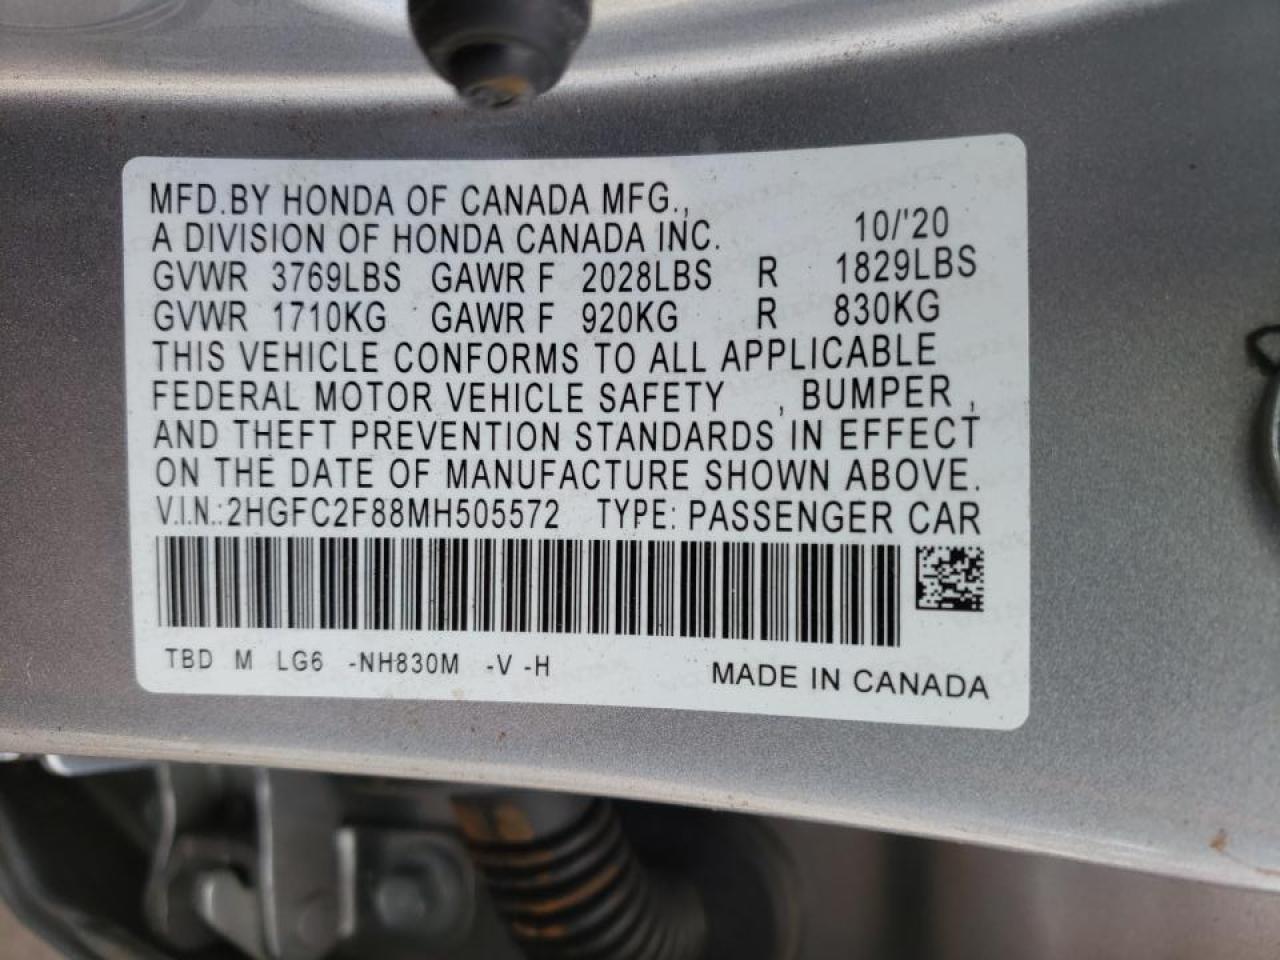 MFD.BY HONDA OF CANADA MFG.,
A DIVISION OF HONDA CANADA INC. 10/'20
GVWR 3769LBS GAWR F 2028LBS R 1829LBS
GVWR 1710KG GAWR F 920KG R 830KG
THIS VEHICLE CONFORMS TO ALL APPLICABLE
FEDERAL MOTOR VEHICLE SAFETY , BUMPER ,
AND THEFT PREVENTION STANDARDS IN EFFECT
ON THE DATE OF MANUFACTURE SHOWN ABOVE.
V.I.N.:2HGFC2F88MH505572 TYPE: PASSENGER CAR
TBD M LG6 -NH830M -V -H MADE IN CANADA